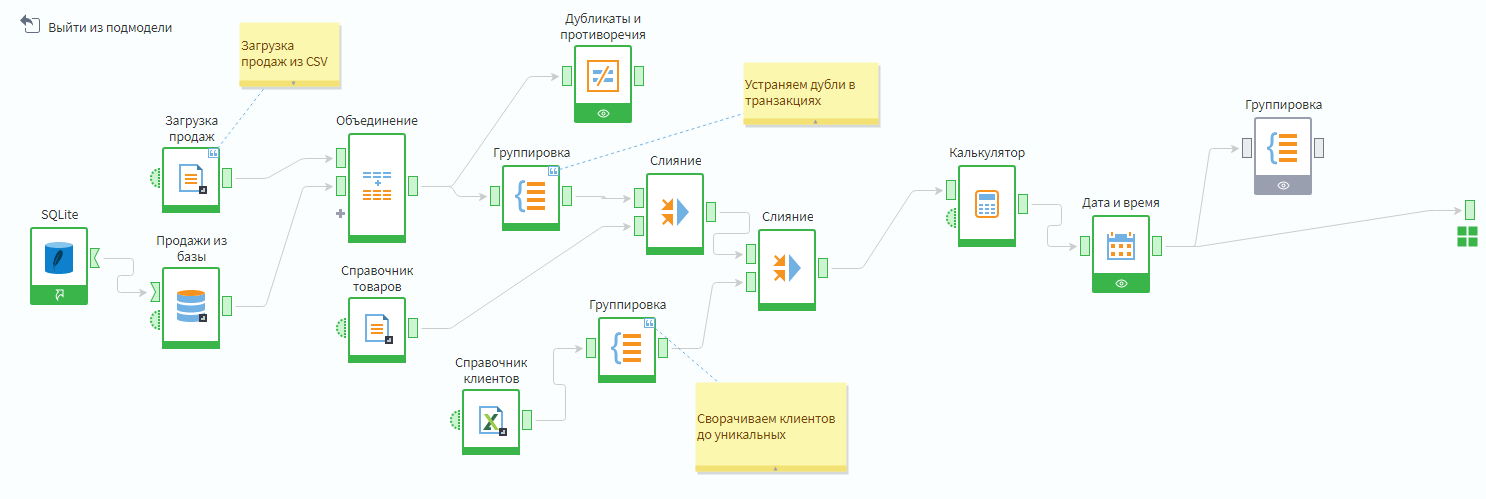 Выйти из подмодели
Загрузка
продаж из CSV
Дубликаты и
противоречия
Устраняем дубли в
транзакциях
Группировка
Загрузка
продаж
Объединение
Группировка
Слияние
Калькулятор
SQLite
Продажи из
базы
Слияние
Дата и время
Справочник
товаров
Группировка
Справочник
клиентов
Сворачиваем клиентов
до уникальных